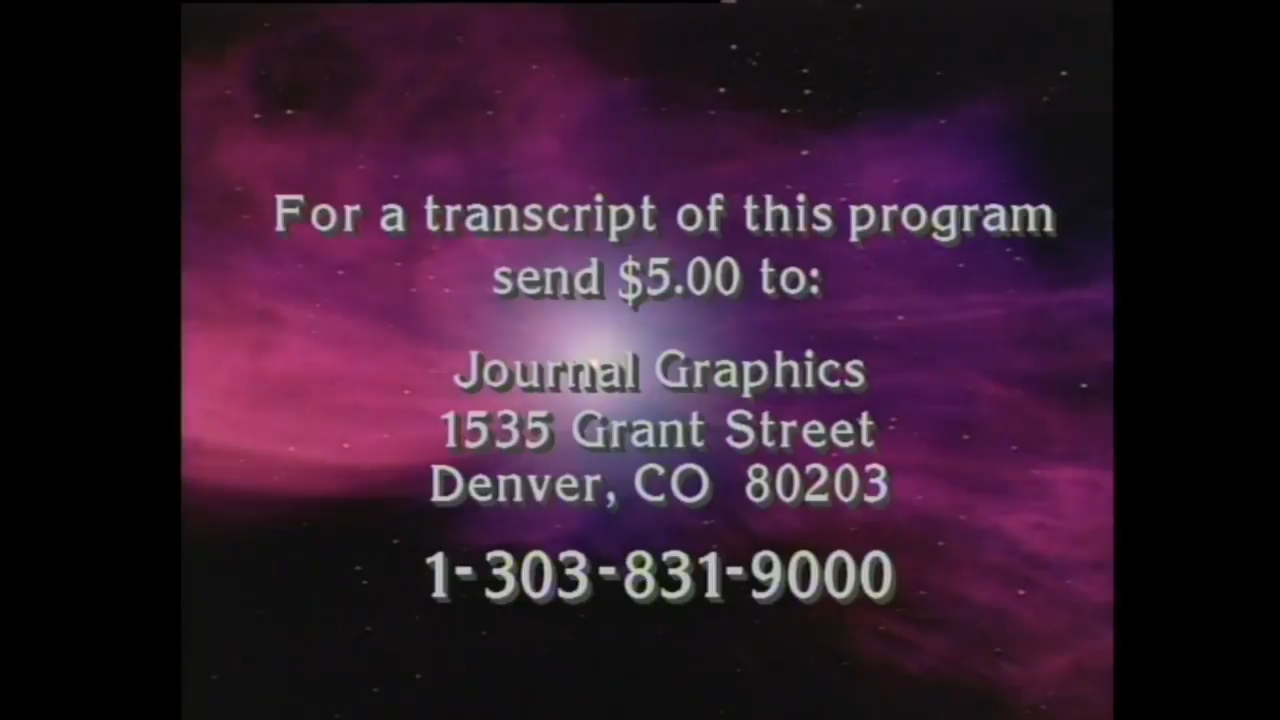 For a transcript of this program
send $5.00 to:
Journal Graphics
1535 Grant Street
Denver, CO 80203
1-303-831-9000